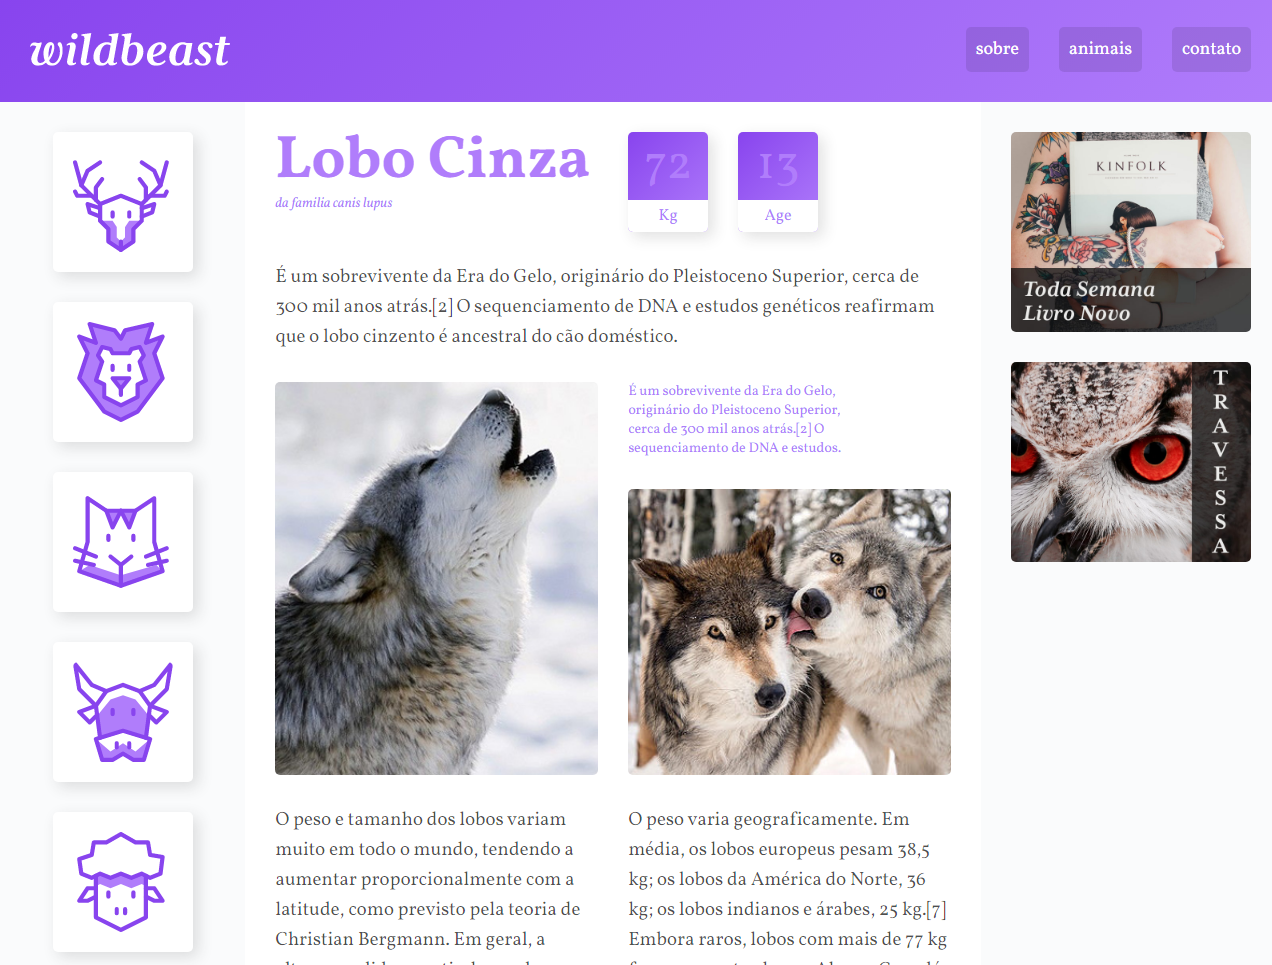 wildbeast
sobre
animais
contato
Lobo Cinza
da família canis lupus
72
Kg
13
Age
É um sobrevivente da Era do Gelo, originário do Pleistoceno Superior, cerca de
300 mil anos atrás.[2] O sequenciamento de DNA e estudos genéticos reafirmam
que o lobo cinzento é ancestral do cão doméstico.
É um sobrevivente da Era do Gelo,
originário do Pleistoceno Superior,
cerca de 300 mil anos atrás.[2] O
sequenciamento de DNA e estudos.
O peso e tamanho dos lobos variam
muito em todo o mundo, tendendo a
aumentar proporcionalmente com a
latitude, como previsto pela teoria de
Christian Bergmann. Em geral, a
O peso varia geograficamente. Em
média, os lobos europeus pesam 38,5
kg; os lobos da América do Norte, 36
kg; os lobos indianos e árabes, 25 kg.[7]
Embora raros, lobos com mais de 77 kg
KINFOLK
Toda Semana
Livro Novo
TRAVESSA